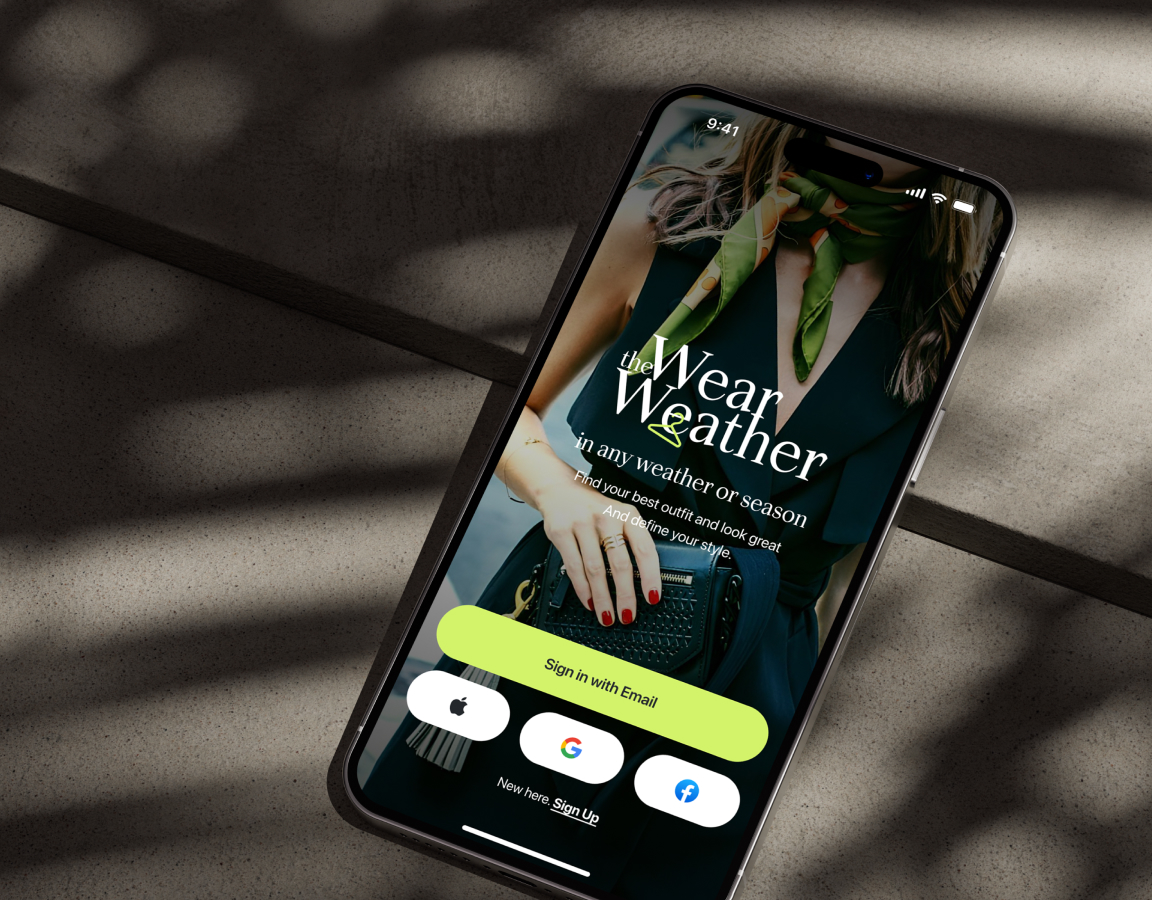 9:41
the Wear
Weather
in any weather or season
Find your best outfit and look great
And define your style.
Sign in with Email
New here. Sign Up